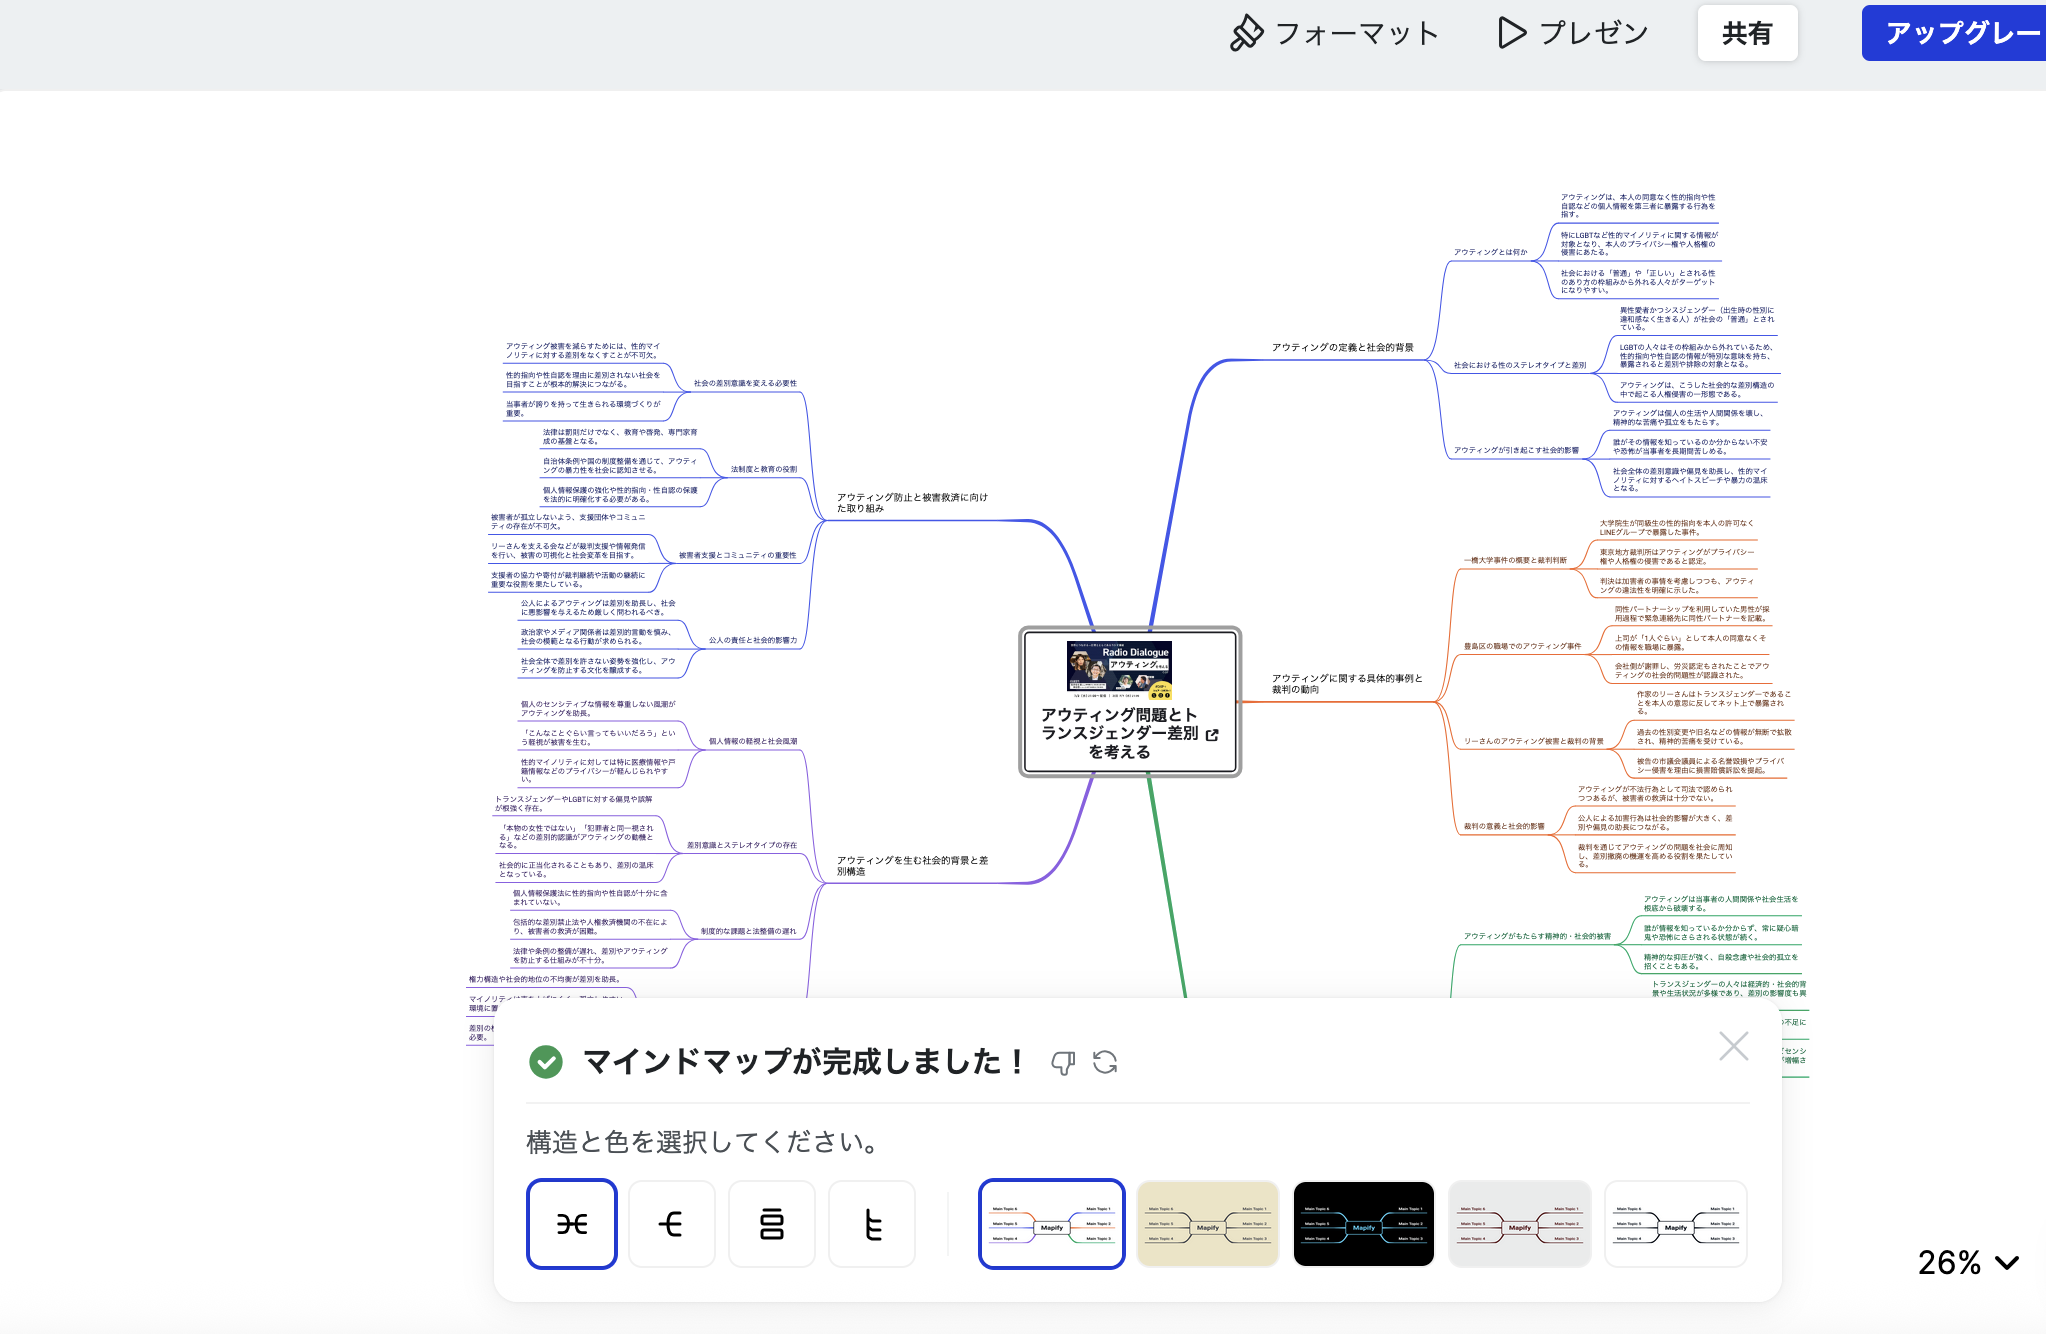 フォーマット
プレゼン
共有
アップグレー
アウティング被害を減らすためには、性的マイ
ノリティに対する差別をなくすことが不可欠。
性的指向や性自認を理由に差別されない社会を
目指すことが根本的解決につながる。
当事者が誇りを持って生きられる環境づくりが
重要。
社会の差別意識を変える必要性
法律は罰則だけでなく、教育や啓発、専門家育
成の基盤となる。
自治体条例や国の制度整備を通じて、アウティ
ングの暴力性を社会に認知させる。
個人情報保護の強化や性的指向・性自認の保護
を法的に明確化する必要がある。
法制度と教育の役割
被害者が孤立しないよう、支援団体やコミュニ
ティの存在が不可欠。
リーさんを支える会などが裁判支援や情報発信
を行い、被害の可視化と社会変革を目指す。
支援者の協力や寄付が裁判継続や活動の継続に
重要な役割を果たしている。
被害者支援とコミュニティの重要性
公人によるアウティングは差別を助長し、社会
に悪影響を与えるため厳しく問われるべき。
政治家やメディア関係者は差別的言動を慎み、
社会の模範となる行動が求められる。
社会全体で差別を許さない姿勢を強化し、アウ
ティングを防止する文化を醸成する。
公人の責任と社会的影響力
アウティング防止と被害救済に向け
た取り組み
個人のセンシティブな情報を尊重しない風潮が
アウティングを助長。
「こんなことぐらい言ってもいいだろう」とい
う軽視が被害を生む。
性的マイノリティに対しては特に医療情報や戸
籍情報などのプライバシーが軽んじられやす
い。
個人情報の軽視と社会風潮
トランスジェンダーやLGBTに対する偏見や誤解
が根強く存在。
「本物の女性ではない」「犯罪者と同一視され
る」などの差別的認識がアウティングの動機と
なる。
社会的に正当化されることもあり、差別の温床
となっている。
差別意識とステレオタイプの存在
個人情報保護法に性的指向や性自認が十分に含
まれていない。
包括的な差別禁止法や人権救済機関の不在によ
り、被害者の救済が困難。
法律や条例の整備が遅れ、差別やアウティング
を防止する仕組みが不十分。
制度的な課題と法整備の遅れ
権力構造や社会的地位の不均衡が差別を助長。
マイノリティは
環境に
差別の
必要。
アウティングを生む社会的背景と差
別構造
Radio Dialogue
アウティング
アウティング問題とト
ランスジェンダー差別
を考える
アウティングの定義と社会的背景
アウティングとは何か
アウティングは、本人の同意なく性的指向や性
自認などの個人情報を第三者に暴露する行為を
指す。
特にLGBTなど性的マイノリティに関する情報が
対象となり、本人のプライバシー権や人格権の
侵害にあたる。
社会における「普通」や「正しい」とされる性
のあり方の枠組みから外れる人々がターゲット
になりやすい。
社会における性のステレオタイプと差別
異性愛者かつシスジェンダー（出生時の性別に
違和感なく生きる人）が社会の「普通」とされ
ている。
LGBTの人々はその枠組みから外れているため、
性的指向や性自認の情報が特別な意味を持ち、
暴露されると差別や排除の対象となる。
アウティングは、こうした社会的な差別構造の
中で起こる人権侵害の一形態である。
アウティングが引き起こす社会的影響
アウティングは個人の生活や人間関係を壊し、
精神的な苦痛や孤立をもたらす。
誰がその情報を知っているのか分からない不安
や恐怖が当事者を長期間苦しめる。
社会全体の差別意識や偏見を助長し、性的マイ
ノリティに対するヘイトスピーチや暴力の温床
となる。
アウティングに関する具体的事例と
裁判の動向
一橋大学事件の概要と裁判判断
大学院生が同級生の性的指向を本人の許可なく
LINEグループで暴露した事件。
東京地方裁判所はアウティングがプライバシー
権や人格権の侵害であると認定。
判決は加害者の事情を考慮しつつも、アウティ
ングの違法性を明確に示した。
豊島区の職場でのアウティング事件
同性パートナーシップを利用していた男性が採
用過程で緊急連絡先に同性パートナーを記載。
上司が「1人ぐらい」として本人の同意なくそ
の情報を職場に暴露。
会社側が謝罪し、労災認定もされたことでアウ
ティングの社会的問題性が認識された。
リーさんのアウティング被害と裁判の背景
作家のリーさんはトランスジェンダーであるこ
とを本人の意思に反してネット上で暴露され
る。
過去の性別変更や旧名などの情報が無断で拡散
され、精神的苦痛を受けている。
被告の市議会議員による名誉毀損やプライバ
シー侵害を理由に損害賠償訴訟を提起。
裁判の意義と社会的影響
アウティングが不法行為として司法で認められ
つつあるが、被害者の救済は十分でない。
公人による加害行為は社会的影響が大きく、差
別や偏見の助長につながる。
裁判を通じてアウティングの問題を社会に周知
し、差別撤廃の機運を高める役割を果たしてい
る。
アウティングがもたらす精神的・社会的被害
アウティングは当事者の人間関係や社会生活を
根底から破壊する。
誰が情報を知っているか分からず、常に疑心暗
鬼や恐怖にさらされる状態が続く。
精神的な抑圧が強く、自殺念慮や社会的孤立を
招くこともある。
トランスジェンダーの人々は経済的・社会的背
景や生活状況が多様であり、差別の影響度も異
の不足に
センシ
増幅さ
マインドマップが完成しました！
構造と色を選択してください。
Main Topic 6 Main Topic 1
Main Topic 5 Mapify Main Topic 2
Main Topic 4 Main Topic 3
Main Topic 6 Main Topic 1
Main Topic 5 Mapify Main Topic 2
Main Topic 4 Main Topic 3
Main Topic 6 Main Topic 1
Main Topic 5 Mapify Main Topic 2
Main Topic 4 Main Topic 3
Main Topic 6 Main Topic 1
Main Topic 5 Mapify Main Topic 2
Main Topic 4 Main Topic 3
Main Topic 6 Main Topic 1
Main Topic 5 Mapify Main Topic 2
Main Topic 4 Main Topic 3
26%